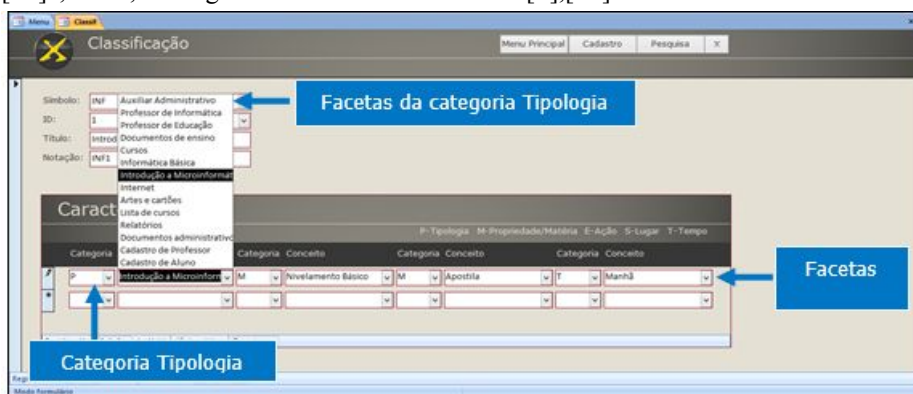 Menu Classif
Classificação
Menu Principal Cadastro Pesquisa X
Símbolo: INF
ID: 1
Título: Introd
Notação: INF1
Auxiliar Administrativo
Professor de Informática
Professor de Educação
Documentos de ensino
Cursos
Informática Básica
Introdução a Microinformat
Internet
Artes e cartões
Lista de cursos
Relatórios
Documentos administrativo
Cadastro de Professor
Cadastro de Aluno
Facetas da categoria Tipologia
Caract
P-Tipologia M-Propriedade/Matéria E-Ação S-Lugar T-Tempo
Categ Categoria Conceito Categoria Conceito Categoria Conceito
P Introdução a Microinform M Nivelamento Básico M Apostila T Manhã
Facetas
Categoria Tipologia
Modo Formulário